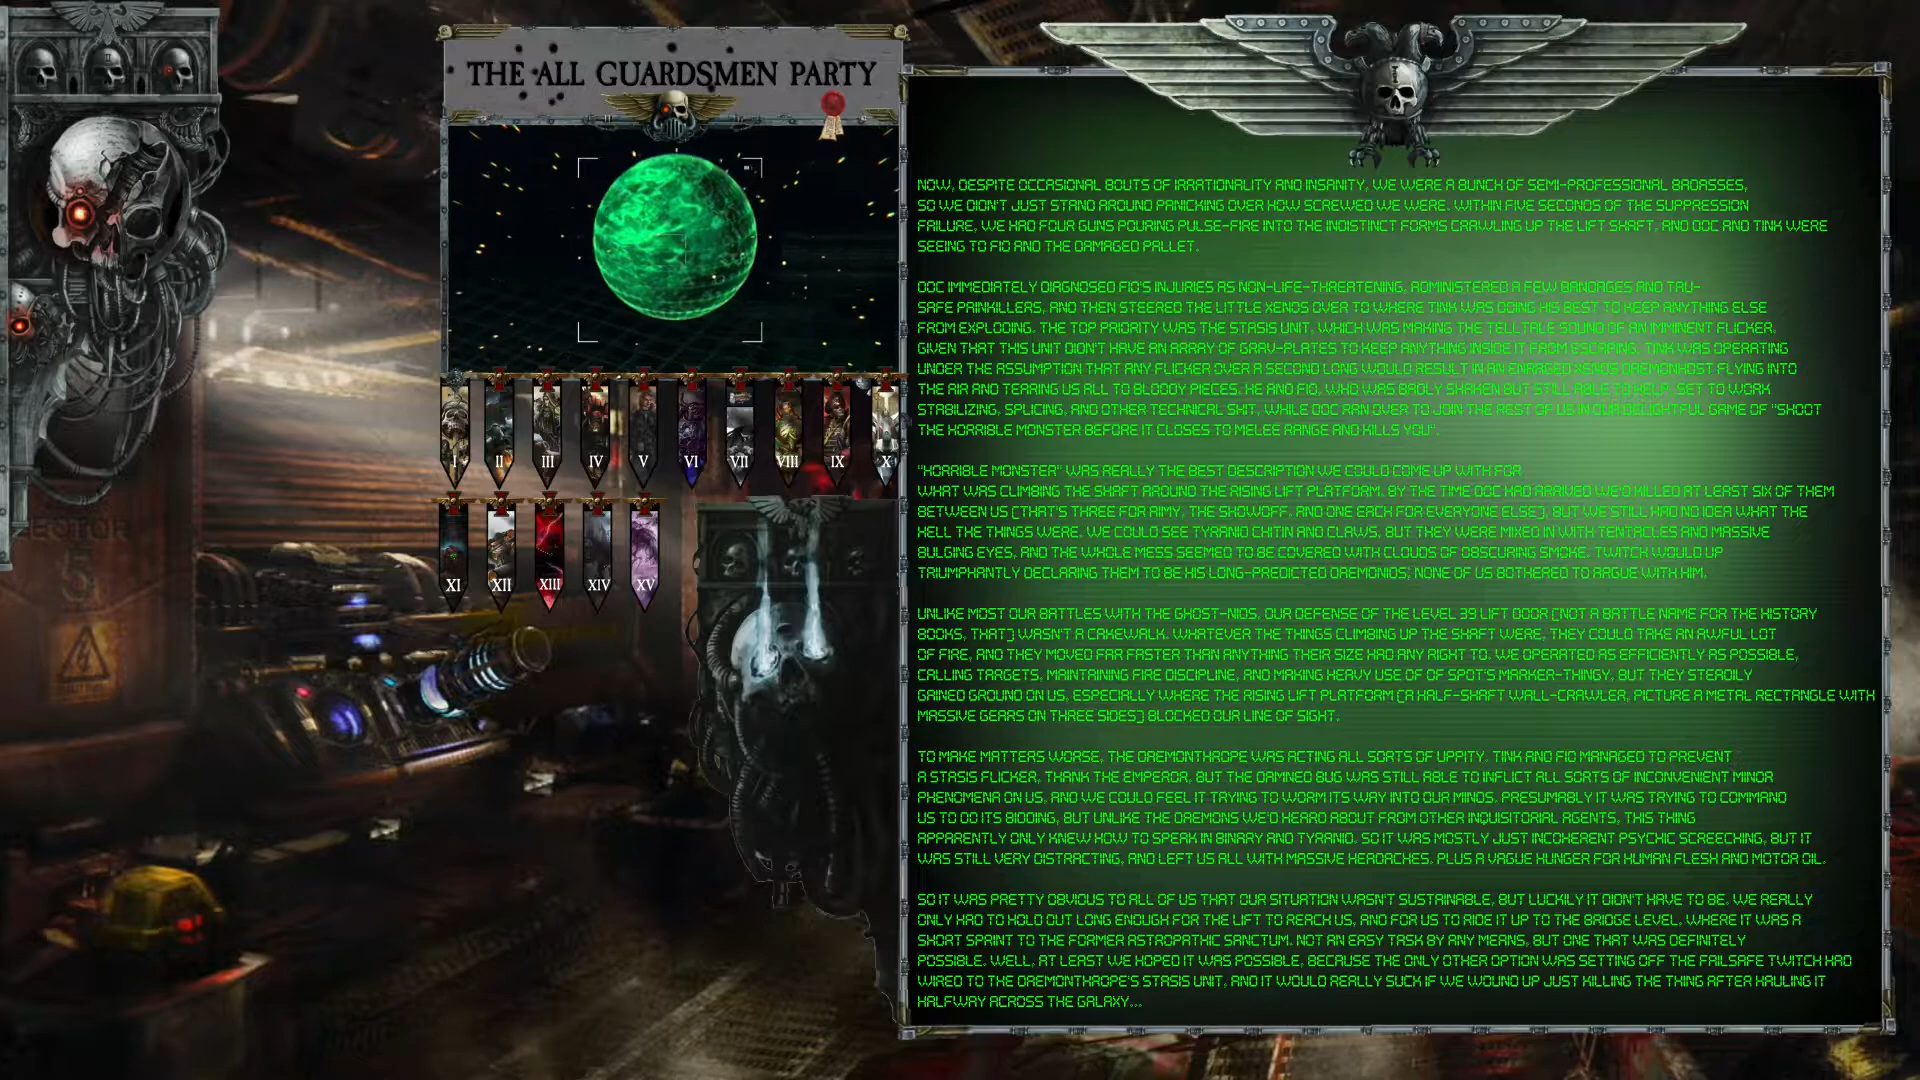 THE ALL GUARDSMEN PARTY
I II III IV V VI VII VIII IX X
XI XII XIII XIV XV
NOW, DESPITE OCCASIONAL BOUTS OF IRRATIONALITY AND INSANITY, WE WERE A BUNCH OF SEMI-PROFESSIONAL BADASSES,
SO WE DIDN'T JUST STAND AROUND PANICKING OVER HOW SCREWED WE WERE. WITHIN FIVE SECONDS OF THE SUPPRESSION
FAILURE, WE HAD FOUR GUNS POURING PULSE-FIRE INTO THE INDISTINCT FORMS CRAWLING UP THE LIFT SHAFT, AND DOC AND TINK WERE
SEEING TO FIO AND THE DAMAGED PALLET.
DOC IMMEDIATELY DIAGNOSED FIO'S INJURIES AS NON-LIFE-THREATENING, ADMINISTERED A FEW BANDAGES AND TAU-
SAFE PAINKILLERS, AND THEN STEERED THE LITTLE XENOS OVER TO WHERE TINK WAS DOING HIS BEST TO KEEP ANYTHING ELSE
FROM EXPLODING. THE TOP PRIORITY WAS THE STASIS UNIT, WHICH WAS MAKING THE TELLTALE SOUND OF AN IMMINENT FLICKER.
GIVEN THAT THIS UNIT DIDN'T HAVE AN ARRAY OF GRAV-PLATES TO KEEP ANYTHING INSIDE IT FROM ESCAPING, TINK WAS OPERATING
UNDER THE ASSUMPTION THAT ANY FLICKER OVER A SECOND LONG WOULD RESULT IN AN ENRAGED XENOS DAEMONHOST FLYING INTO
THE AIR AND TEARING US ALL TO BLOODY PIECES. HE AND FIO, WHO WAS BADLY SHAKEN BUT STILL ABLE TO HELP, SET TO WORK
STABILIZING, SPLICING, AND OTHER TECHNICAL SHIT, WHILE DOC RAN OVER TO JOIN THE REST OF US IN OUR DELIGHTFUL GAME OF "SHOOT
THE HORRIBLE MONSTER BEFORE IT CLOSES TO MELEE RANGE AND KILLS YOU".
"HORRIBLE MONSTER" WAS REALLY THE BEST DESCRIPTION WE COULD COME UP WITH FOR
WHAT WAS CLIMBING THE SHAFT AROUND THE RISING LIFT PLATFORM. BY THE TIME DOC HAD ARRIVED WE'D KILLED AT LEAST SIX OF THEM
BETWEEN US (THAT'S THREE FOR AIMY, THE SHOWOFF, AND ONE EACH FOR EVERYONE ELSE), BUT WE STILL HAD NO IDEA WHAT THE
HELL THE THINGS WERE. WE COULD SEE TYRANID CHITIN AND CLAWS, BUT THEY WERE MIXED IN WITH TENTACLES AND MASSIVE
BULGING EYES, AND THE WHOLE MESS SEEMED TO BE COVERED WITH CLOUDS OF OBSCURING SMOKE. TWITCH WOULD UP
TRIUMPHANTLY DECLARING THEM TO BE HIS LONG-PREDICTED DAEMONIDS; NONE OF US BOTHERED TO ARGUE WITH HIM.
UNLIKE MOST OUR BATTLES WITH THE GHOST-NIDS, OUR DEFENSE OF THE LEVEL 39 LIFT DOOR (NOT A BATTLE NAME FOR THE HISTORY
BOOKS, THAT) WASN'T A CAKEWALK. WHATEVER THE THINGS CLIMBING UP THE SHAFT WERE, THEY COULD TAKE AN AWFUL LOT
OF FIRE, AND THEY MOVED FAR FASTER THAN ANYTHING THEIR SIZE HAD ANY RIGHT TO. WE OPERATED AS EFFICIENTLY AS POSSIBLE,
CALLING TARGETS, MAINTAINING FIRE DISCIPLINE, AND MAKING HEAVY USE OF OF SPOT'S MARKER-THINGY, BUT THEY STEADILY
GAINED GROUND ON US, ESPECIALLY WHERE THE RISING LIFT PLATFORM (A HALF-SHAFT WALL-CRAWLER, PICTURE A METAL RECTANGLE WITH
MASSIVE GEARS ON THREE SIDES) BLOCKED OUR LINE OF SIGHT.
TO MAKE MATTERS WORSE, THE DAEMONTHROPE WAS ACTING ALL SORTS OF UPPITY. TINK AND FIO MANAGED TO PREVENT
A STASIS FLICKER, THANK THE EMPEROR, BUT THE DAMNED BUG WAS STILL ABLE TO INFLICT ALL SORTS OF INCONVENIENT MINOR
PHENOMENA ON US, AND WE COULD FEEL IT TRYING TO WORM ITS WAY INTO OUR MINDS. PRESUMABLY IT WAS TRYING TO COMMAND
US TO DO ITS BIDDING, BUT UNLIKE THE DAEMONS WE'D HEARD ABOUT FROM OTHER INQUISITORIAL AGENTS, THIS THING
APPARENTLY ONLY KNEW HOW TO SPEAK IN BINARY AND TYRANID. SO IT WAS MOSTLY JUST INCOHERENT PSYCHIC SCREECHING, BUT IT
WAS STILL VERY DISTRACTING, AND LEFT US ALL WITH MASSIVE HEADACHES, PLUS A VAGUE HUNGER FOR HUMAN FLESH AND MOTOR OIL.
SO IT WAS PRETTY OBVIOUS TO ALL OF US THAT OUR SITUATION WASN'T SUSTAINABLE, BUT LUCKILY IT DIDN'T HAVE TO BE. WE REALLY
ONLY HAD TO HOLD OUT LONG ENOUGH FOR THE LIFT TO REACH US, AND FOR US TO RIDE IT UP TO THE BRIDGE LEVEL, WHERE IT WAS A
SHORT SPRINT TO THE FORMER ASTROPATHIC SANCTUM. NOT AN EASY TASK BY ANY MEANS, BUT ONE THAT WAS DEFINITELY
POSSIBLE. WELL, AT LEAST WE HOPED IT WAS POSSIBLE, BECAUSE THE ONLY OTHER OPTION WAS SETTING OFF THE FAILSAFE TWITCH HAD
WIRED TO THE DAEMONTHROPE'S STASIS UNIT, AND IT WOULD REALLY SUCK IF WE WOUND UP JUST KILLING THE THING AFTER HAULING IT
HALFWAY ACROSS THE GALAXY...